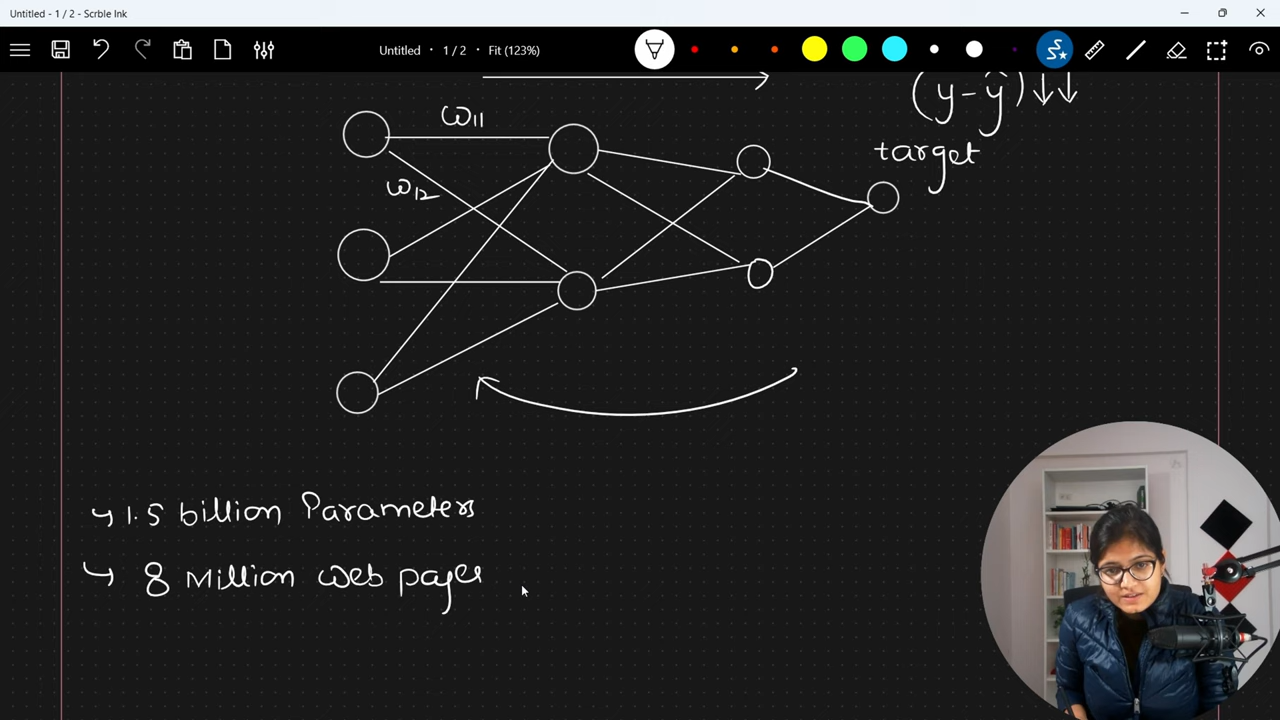 Untitled - 1 / 2 - Scrble Ink
Untitled • 1 / 2 • Fit (123%)
(y - ŷ) ↓↓
target
ω11
ω12
↪ 1.5 billion Parameters
↪ 8 Million web pages